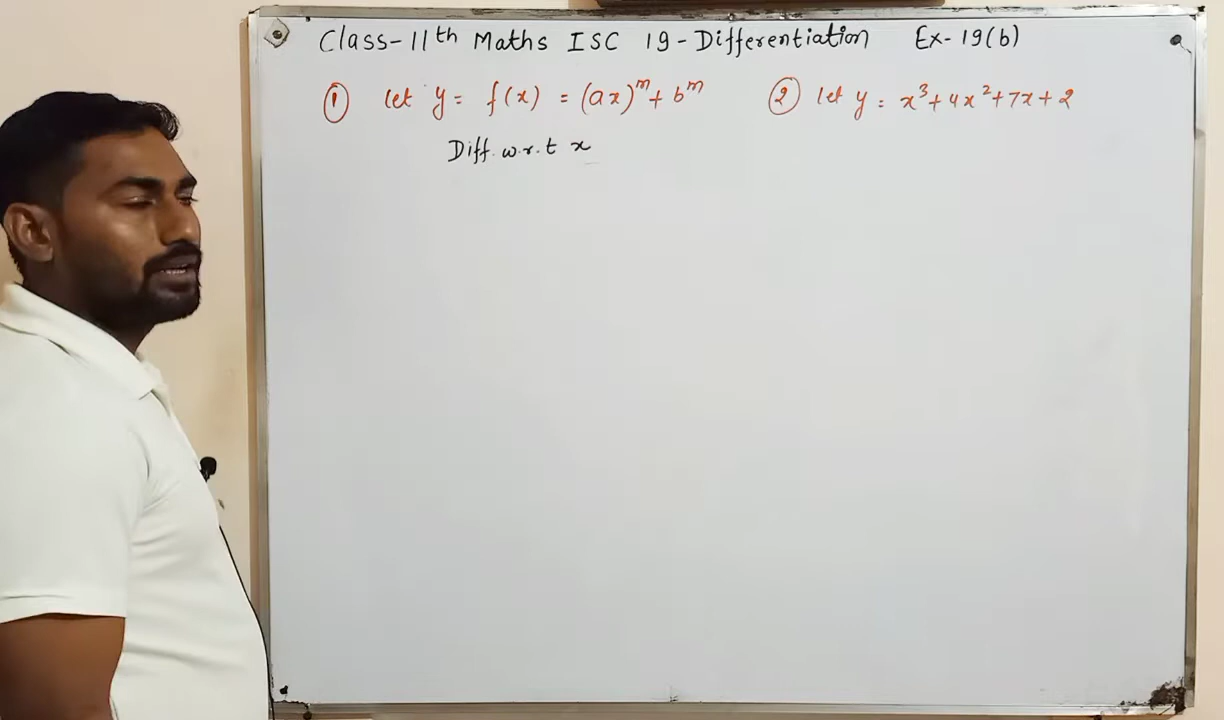 Class-11th Maths ISC 19-Differentiation Ex-19(b)
① let y = f(x) = (ax)^m + b^m
② let y = x³+4x²+7x+2
Diff. w.r.t x